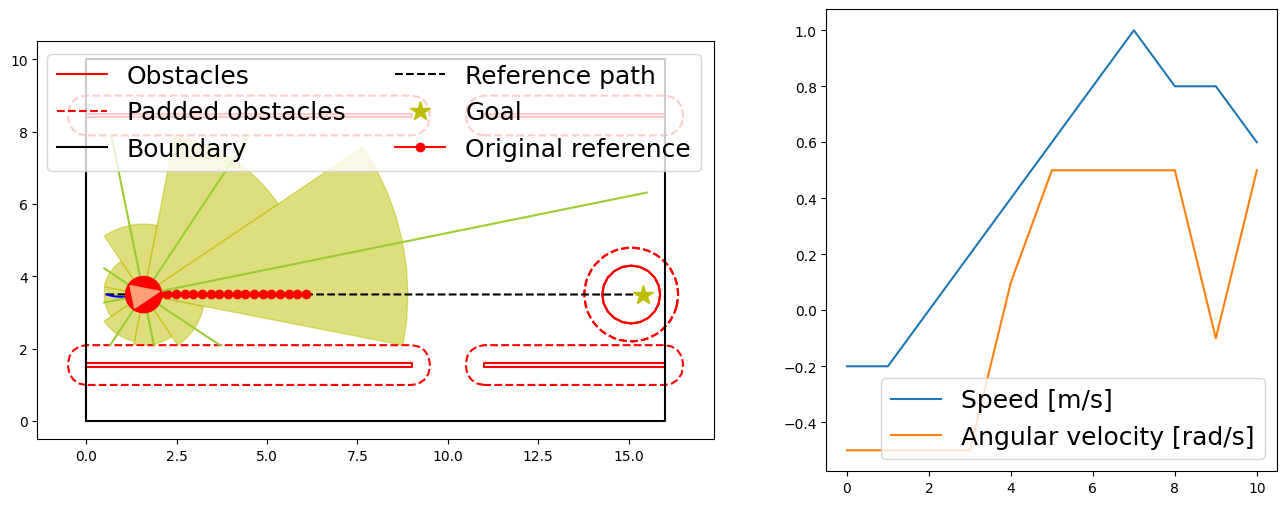 10
8
6
4
2
0
0.0 2.5 5.0 7.5 10.0 12.5 15.0
Obstacles
Padded obstacles
Boundary
Reference path
Goal
Original reference
1.0
0.8
0.6
0.4
0.2
0.0
−0.2
−0.4
0 2 4 6 8 10
Speed [m/s]
Angular velocity [rad/s]